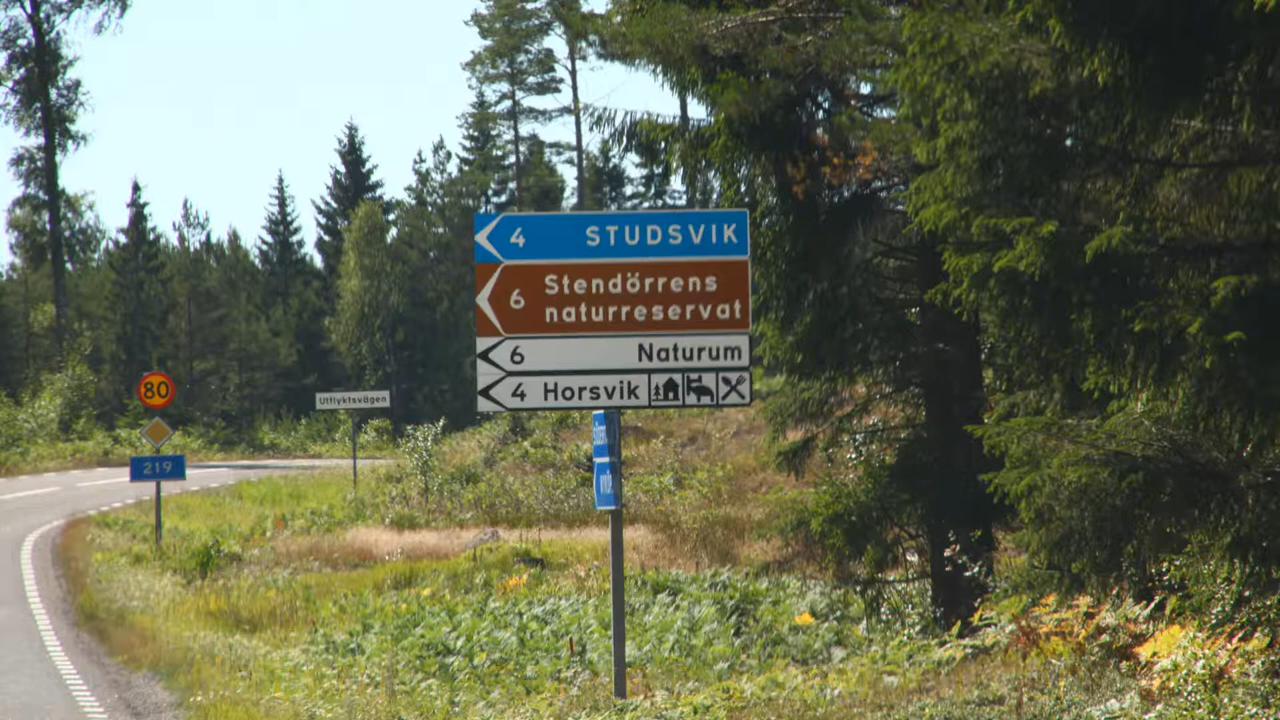 4 STUDSVIK
6 Stendörrens
naturreservat
6 Naturum
4 Horsvik
80
Utflyktsvägen
219